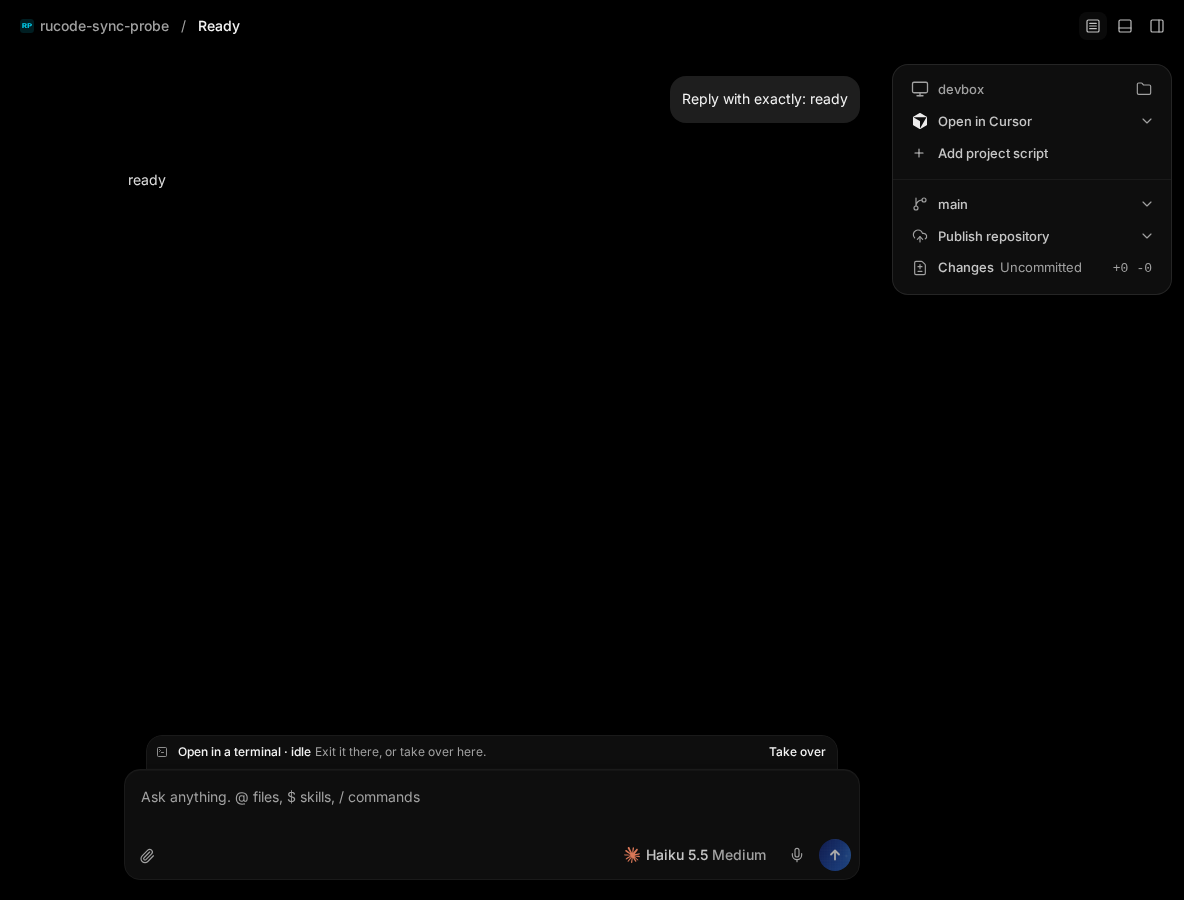 RP rucode-sync-probe / Ready
Reply with exactly: ready
ready
devbox
Open in Cursor
Add project script
main
Publish repository
Changes Uncommitted +0 -0
Open in a terminal · idle Exit it there, or take over here. Take over
Ask anything. @ files, $ skills, / commands
Haiku 5.5 Medium